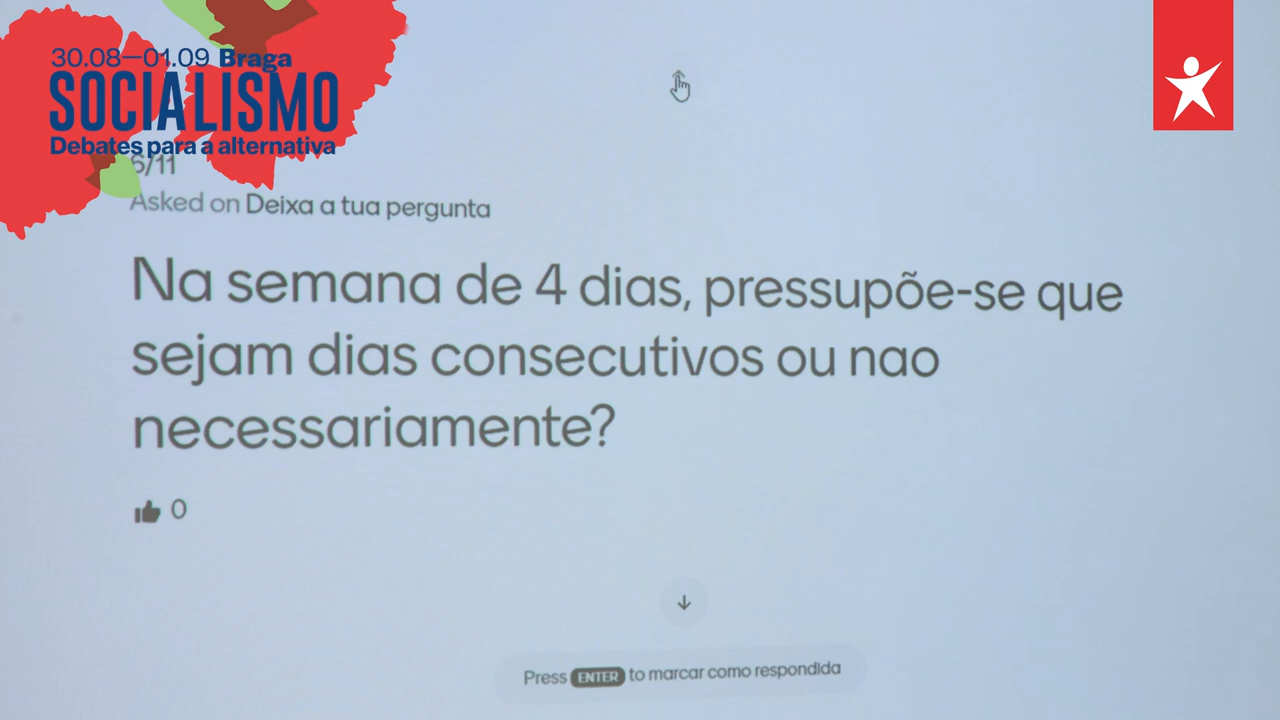 30.08—01.09 Braga
SOCIALISMO
Debates para a alternativa
6/11
Asked on Deixa a tua pergunta
Na semana de 4 dias, pressupõe-se que
sejam dias consecutivos ou nao
necessariamente?
0
Press ENTER to marcar como respondida